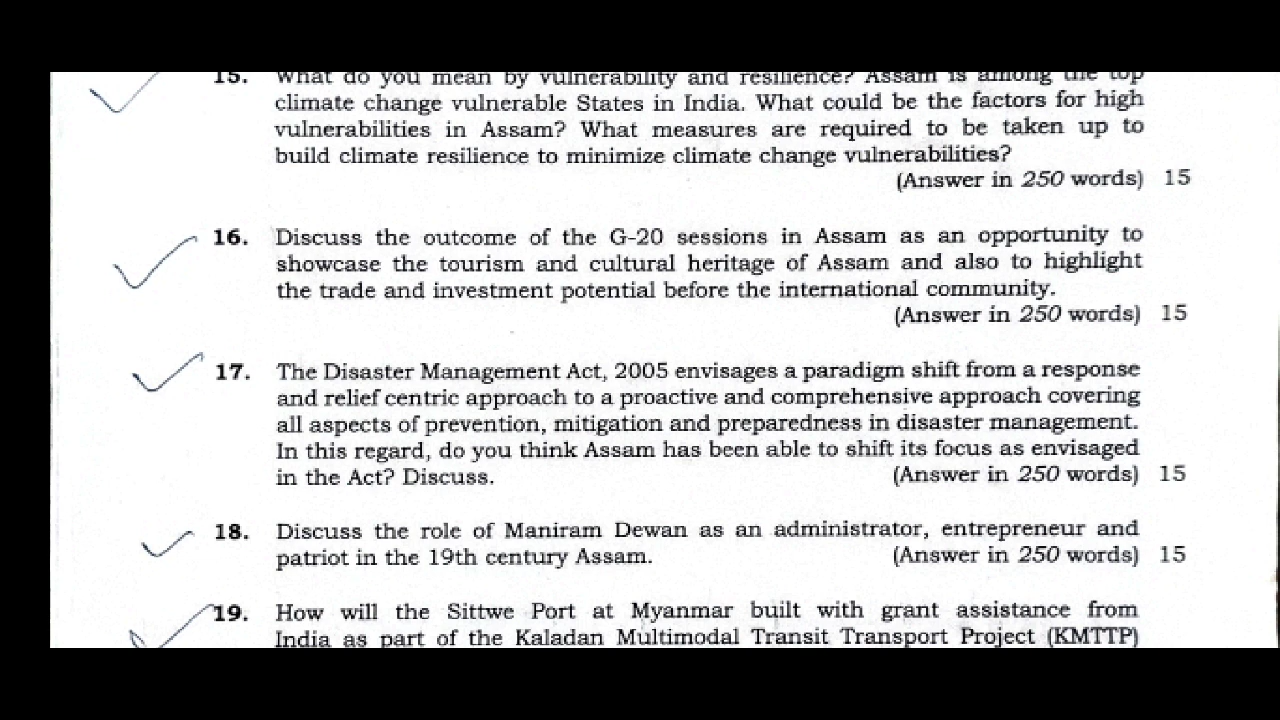 15. What do you mean by vulnerability and resilience? Assam is among the top
climate change vulnerable States in India. What could be the factors for high
vulnerabilities in Assam? What measures are required to be taken up to
build climate resilience to minimize climate change vulnerabilities?
(Answer in 250 words) 15
16. Discuss the outcome of the G-20 sessions in Assam as an opportunity to
showcase the tourism and cultural heritage of Assam and also to highlight
the trade and investment potential before the international community.
(Answer in 250 words) 15
17. The Disaster Management Act, 2005 envisages a paradigm shift from a response
and relief centric approach to a proactive and comprehensive approach covering
all aspects of prevention, mitigation and preparedness in disaster management.
In this regard, do you think Assam has been able to shift its focus as envisaged
in the Act? Discuss. (Answer in 250 words) 15
18. Discuss the role of Maniram Dewan as an administrator, entrepreneur and
patriot in the 19th century Assam. (Answer in 250 words) 15
19. How will the Sittwe Port at Myanmar built with grant assistance from
India as part of the Kaladan Multimodal Transit Transport Project (KMTTP)